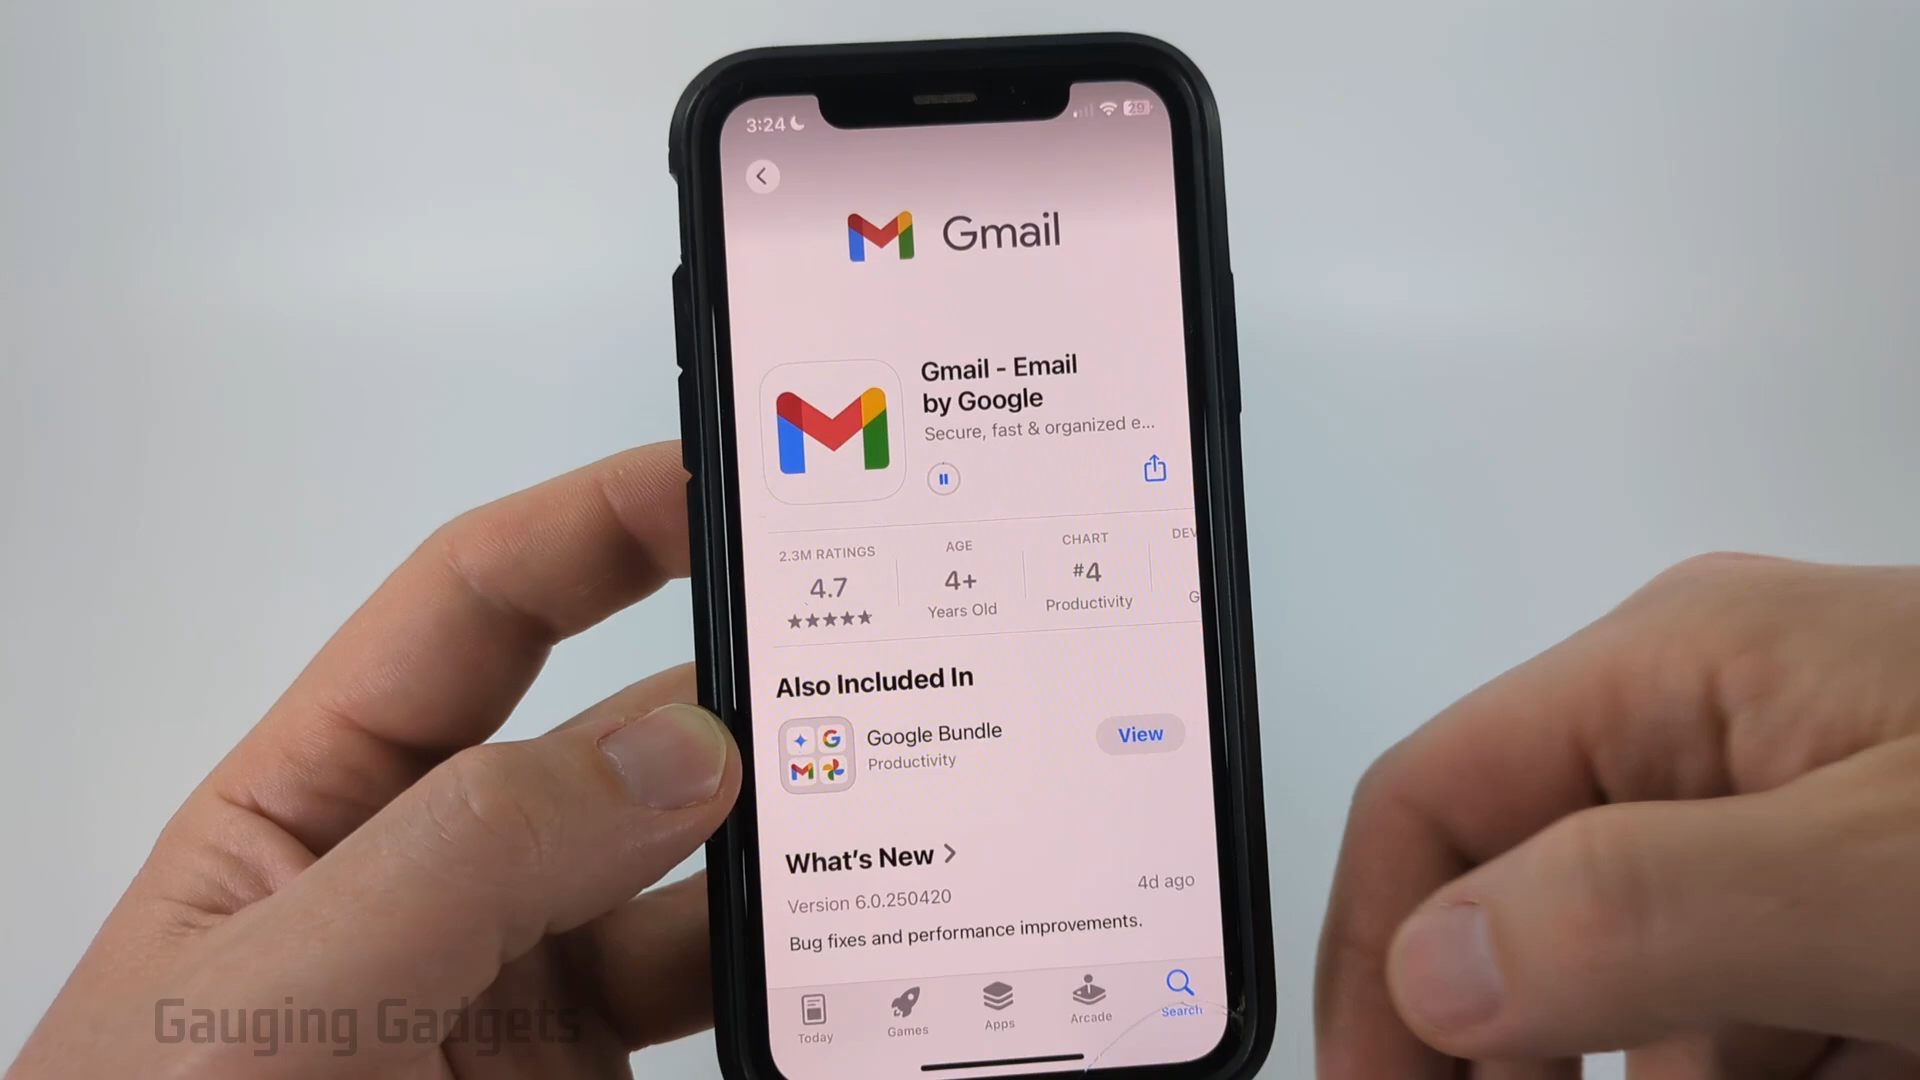 3:24
29
Gmail
Gmail - Email
by Google
Secure, fast & organized e...
2.3M RATINGS
AGE
CHART
DEV
4.7
4+
#4
★★★★★
Years Old
Productivity
G
Also Included In
Google Bundle
Productivity
View
What's New >
Version 6.0.250420
4d ago
Bug fixes and performance improvements.
Today
Games
Apps
Arcade
Search
Gauging Gadgets